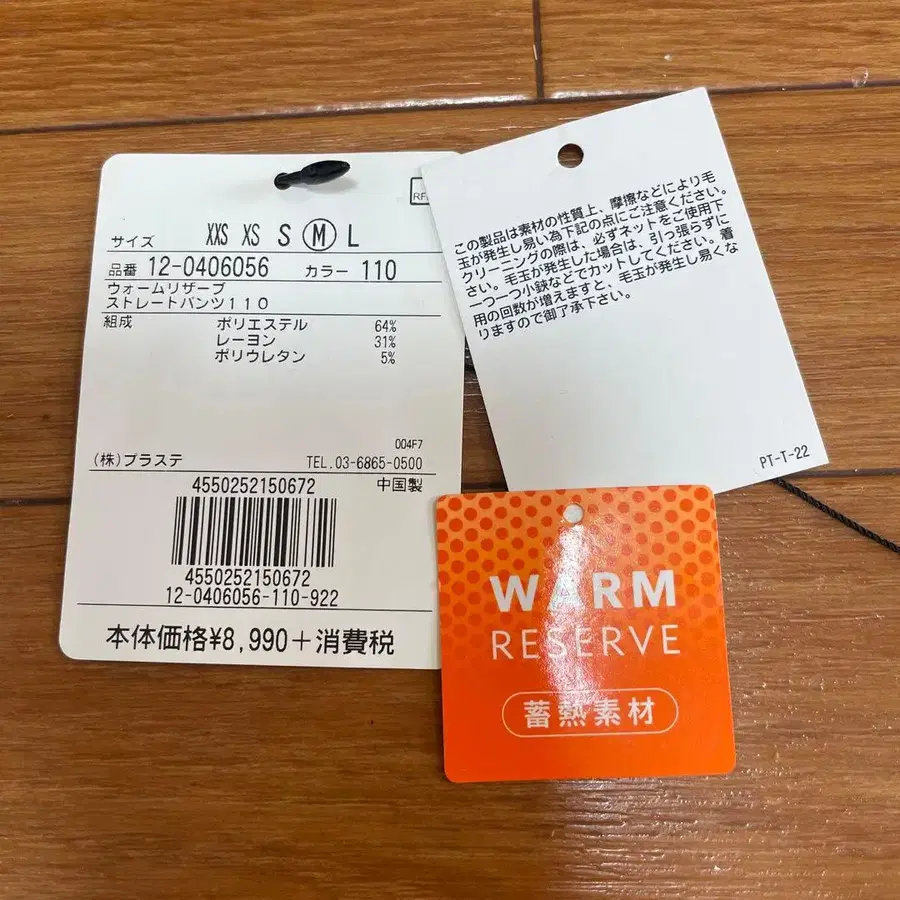 RF
サイズ XXS XS S M L
品番 12-0406056 カラー 110
ウォームリザーブ
ストレートパンツ110
組成 ポリエステル 64%
レーヨン 31%
ポリウレタン 5%
004F7
(株)プラステ TEL.03-6865-0500
4550252150672 中国製
4550252150672
12-0406056-110-922
本体価格¥8,990+消費税
この製品は素材の性質上、摩擦などにより毛
玉が発生し易い為下記の点にご注意ください。
クリーニングの際は、必ずネットをご使用下
さい。毛玉が発生した場合は、引っ張らずに
一つ一つ小鋏などでカットしてください。着
用の回数が増えますと、毛玉が発生し易くな
りますので御了承下さい。
PT-T-22
WARM
RESERVE
蓄熱素材